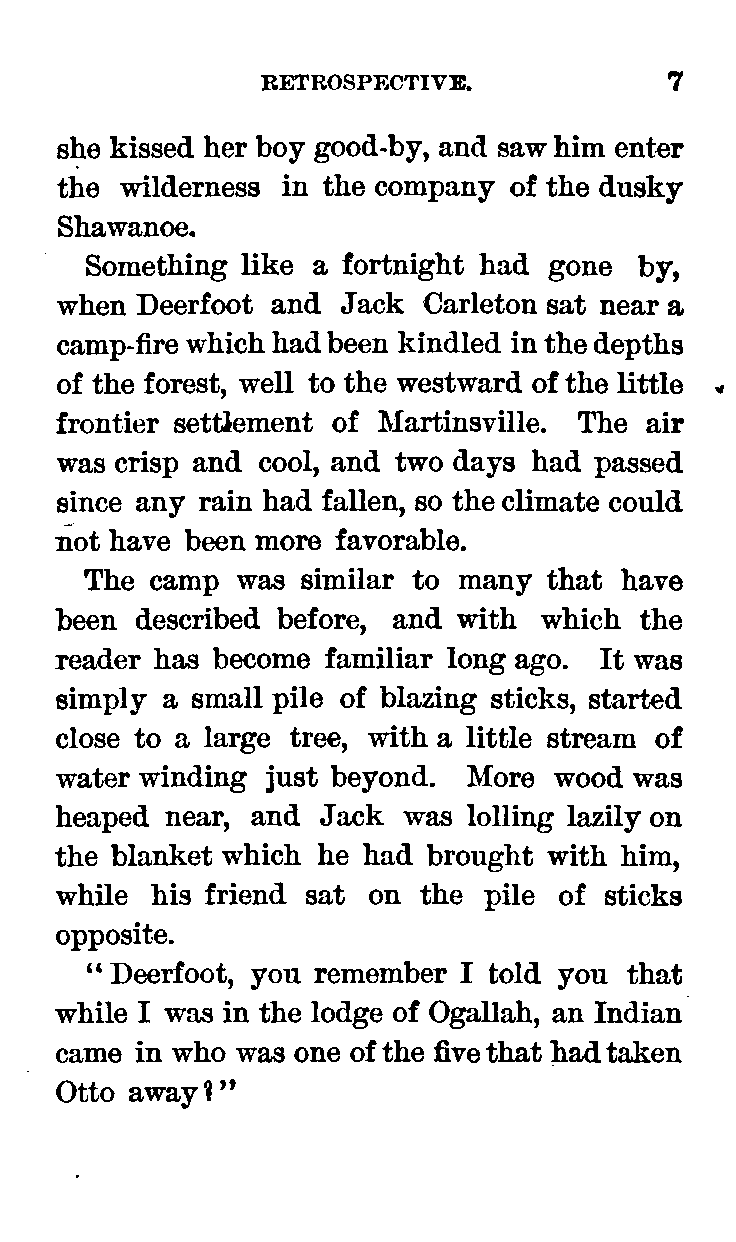 RETROSPECTIVE. 7
she kissed her boy good-by, and saw him enter
the wilderness in the company of the dusky
Shawanoe.
Something like a fortnight had gone by,
when Deerfoot and Jack Carleton sat near a
camp-fire which had been kindled in the depths
of the forest, well to the westward of the little
frontier settlement of Martinsville. The air
was crisp and cool, and two days had passed
since any rain had fallen, so the climate could
not have been more favorable.
The camp was similar to many that have
been described before, and with which the
reader has become familiar long ago. It was
simply a small pile of blazing sticks, started
close to a large tree, with a little stream of
water winding just beyond. More wood was
heaped near, and Jack was lolling lazily on
the blanket which he had brought with him,
while his friend sat on the pile of sticks
opposite.
"Deerfoot, you remember I told you that
while I was in the lodge of Ogallah, an Indian
came in who was one of the five that had taken
Otto away?"